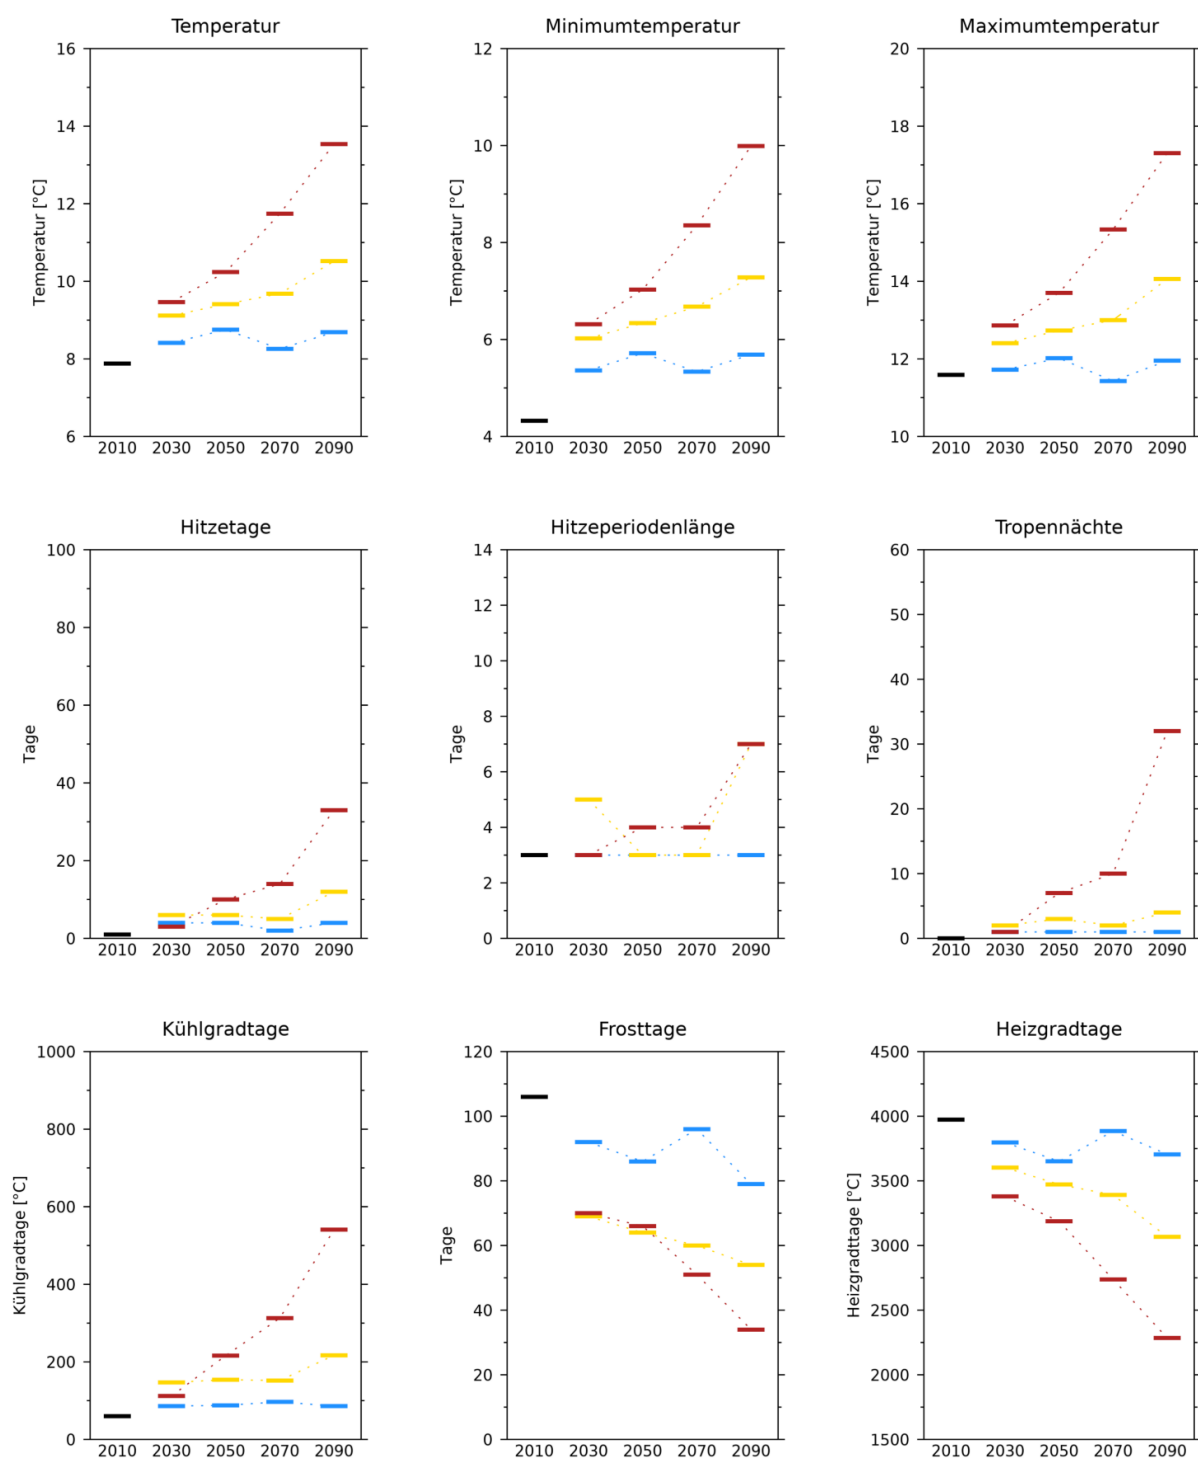 Temperatur
Minimumtemperatur
Maximumtemperatur
16
14
12
10
8
6
Temperatur [°C]
2010 2030 2050 2070 2090
12
10
8
6
4
Temperatur [°C]
2010 2030 2050 2070 2090
20
18
16
14
12
10
Temperatur [°C]
2010 2030 2050 2070 2090
Hitzetage
Hitzeperiodenlänge
Tropennächte
100
80
60
40
20
0
Tage
2010 2030 2050 2070 2090
14
12
10
8
6
4
2
0
Tage
2010 2030 2050 2070 2090
60
50
40
30
20
10
0
Tage
2010 2030 2050 2070 2090
Kühlgradtage
Frosttage
Heizgradtage
1000
800
600
400
200
0
Kühlgradtage [°C]
2010 2030 2050 2070 2090
120
100
80
60
40
20
0
Tage
2010 2030 2050 2070 2090
4500
4000
3500
3000
2500
2000
1500
Heizgradttage [°C]
2010 2030 2050 2070 2090